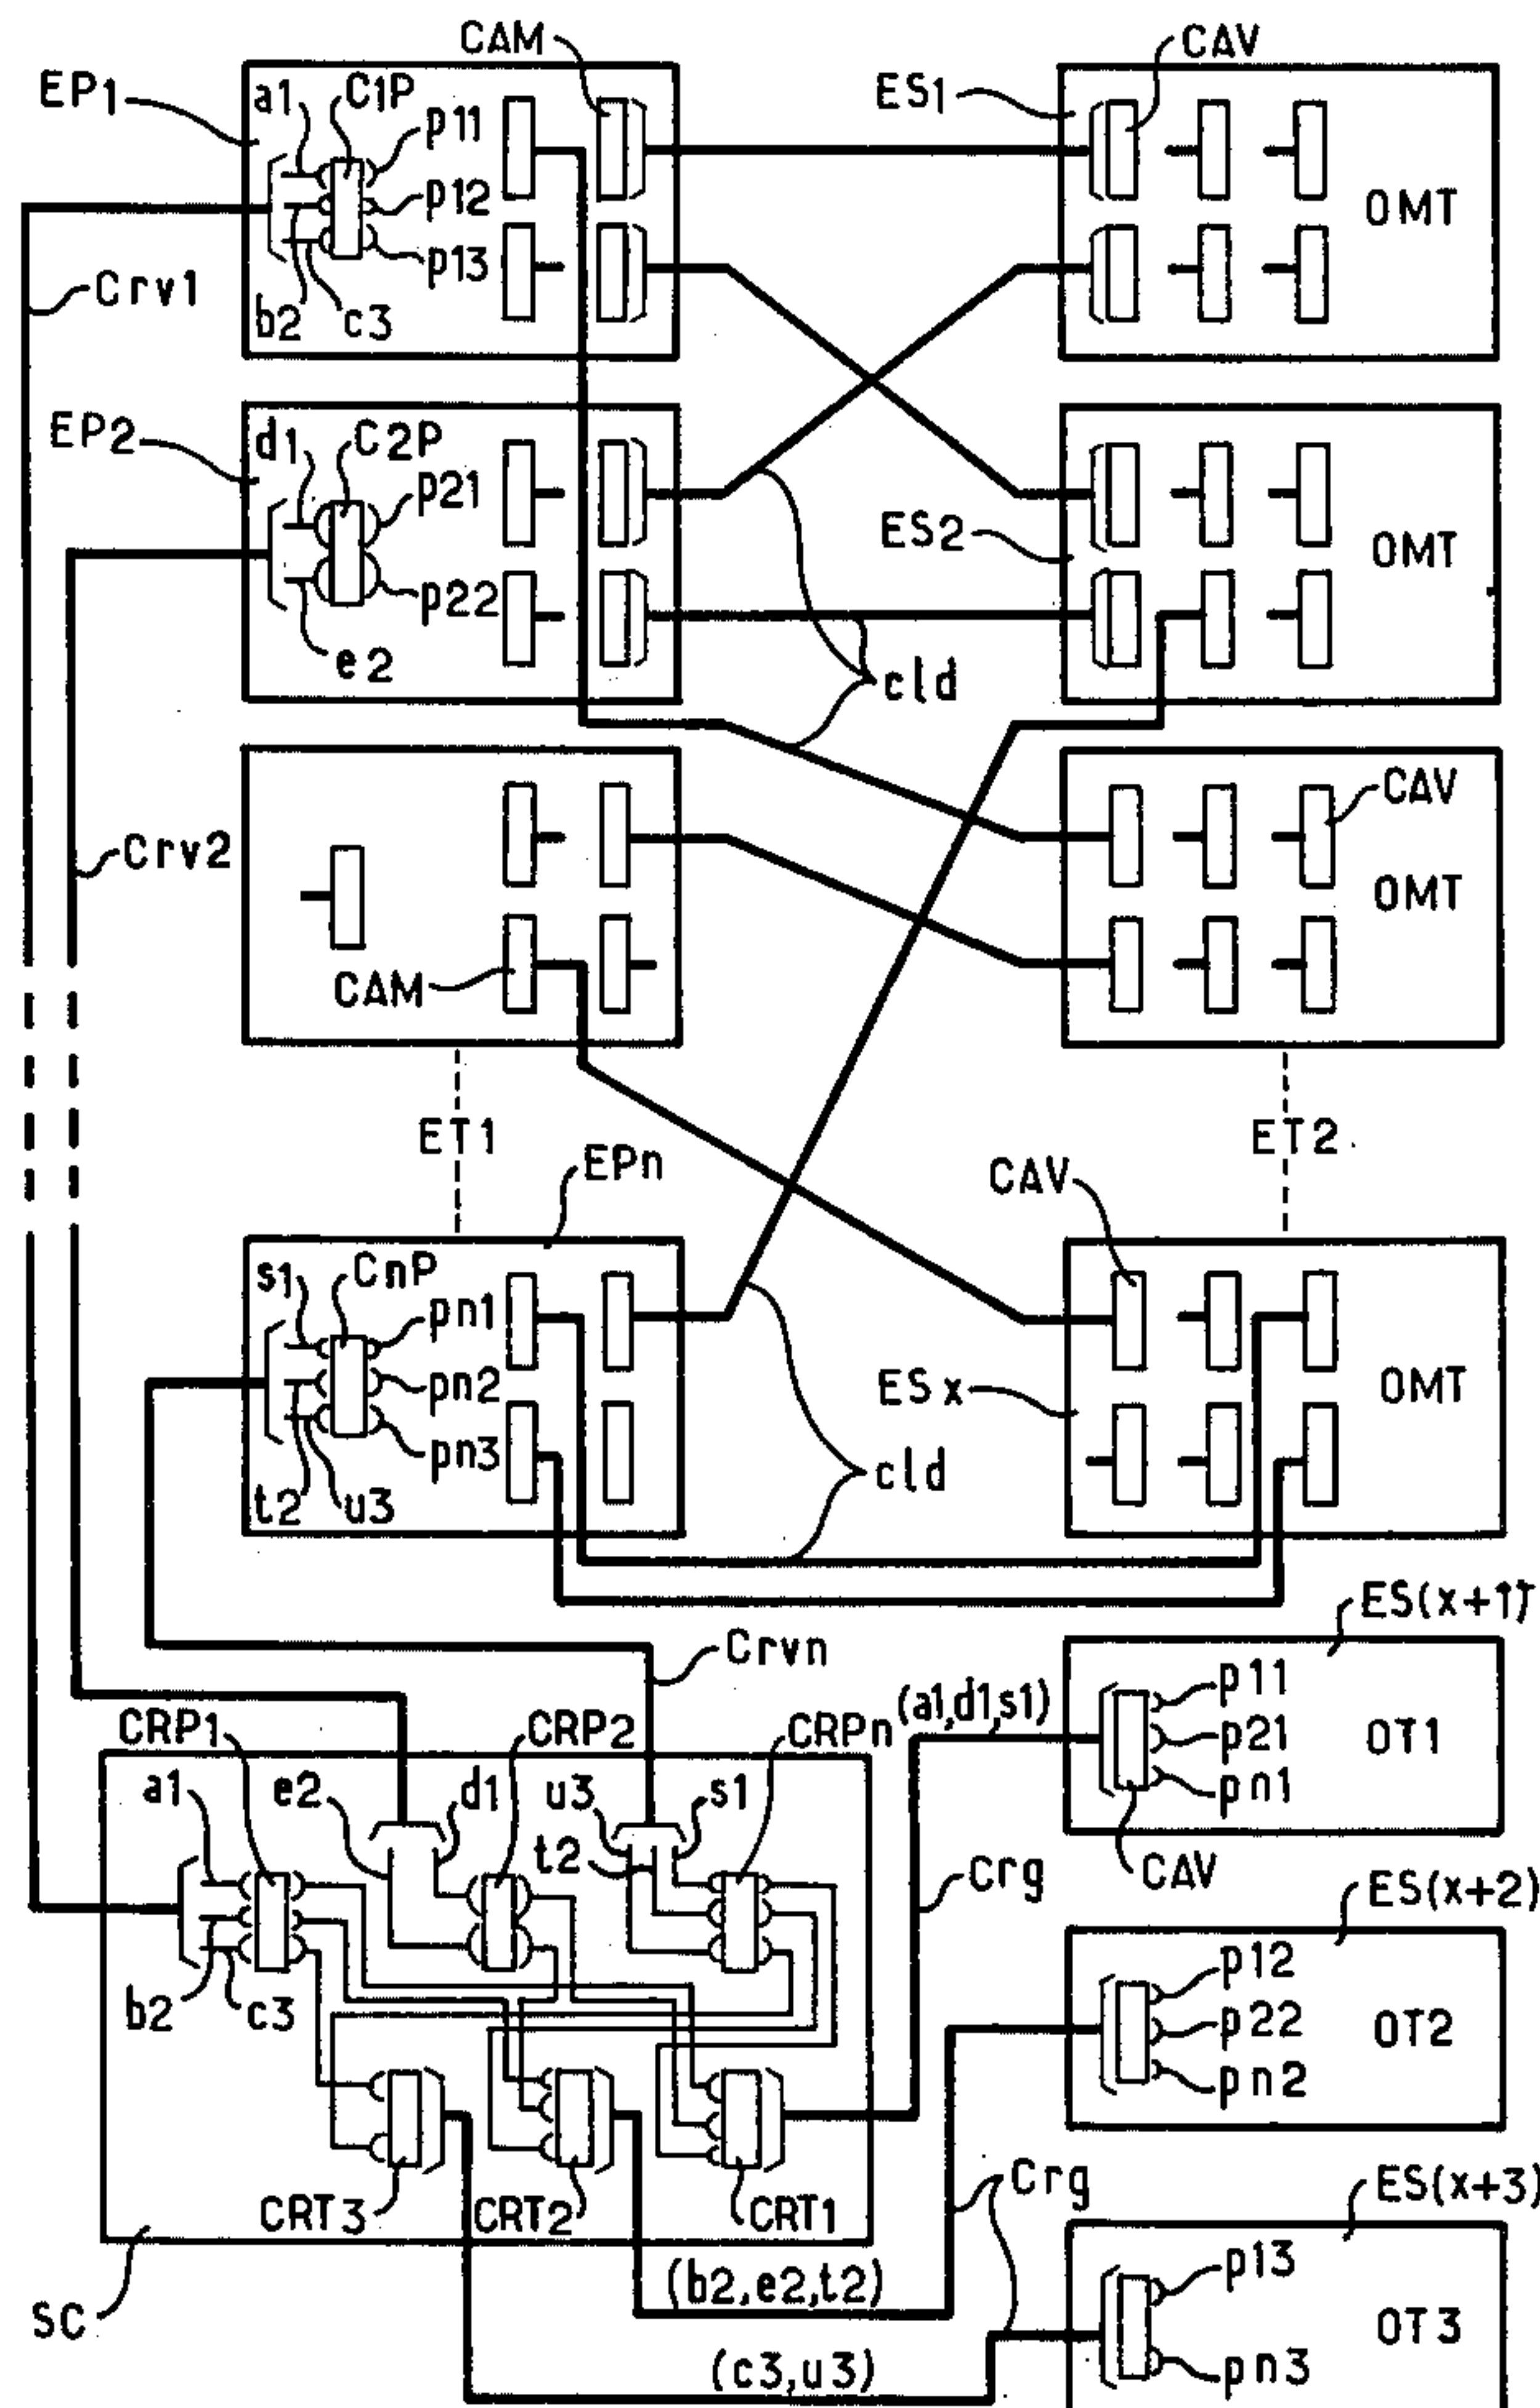 CAM
CAV
EP1
a1
C1P
p11
p12
p13
b2
c3
Crv1
ES1
OMT
EP2
d1
C2P
p21
p22
e2
ES2
OMT
cld
Crv2
CAM
CAV
OMT
ET1
ET2
EPn
CAV
s1
CnP
pn1
pn2
pn3
t2
u3
ESx
OMT
cld
ES(x+1)
Crvn
(a1,d1,s1)
p11
p21
pn1
OT1
CAV
CRP1
CRP2
CRPn
a1
e2
d1
u3
t2
s1
b2
c3
Crg
ES(x+2)
p12
p22
pn2
OT2
CRT3
CRT2
CRT1
Crg
ES(x+3)
SC
(b2,e2,t2)
p13
pn3
OT3
(c3,u3)